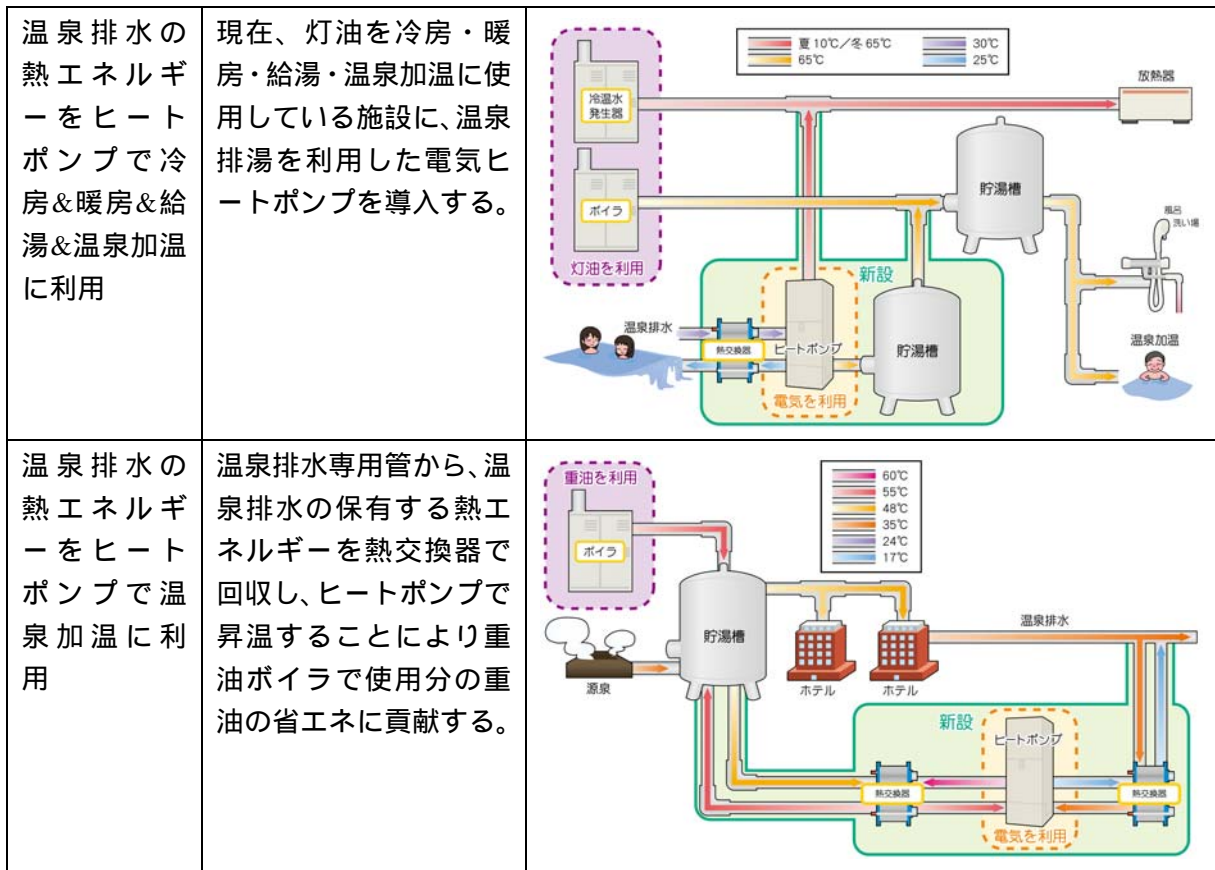 温泉排水の
熱エネルギ
ーをヒート
ポンプで冷
房&暖房&給
湯&温泉加温
に利用
現在、灯油を冷房・暖
房・給湯・温泉加温に使
用している施設に、温泉
排湯を利用した電気ヒ
ートポンプを導入する。
夏 10℃／冬 65℃
65℃
30℃
25℃
放熱器
冷温水
発生器
ボイラ
灯油を利用
貯湯槽
風呂
洗い場
新設
温泉排水
熱交換器
ヒートポンプ
貯湯槽
電気を利用
温泉加温
温泉排水の
熱エネルギ
ーをヒート
ポンプで温
泉加温に利
用
温泉排水専用管から、温
泉排水の保有する熱エ
ネルギーを熱交換器で
回収し、ヒートポンプで
昇温することにより重
油ボイラで使用分の重
油の省エネに貢献する。
重油を利用
ボイラ
60℃
55℃
48℃
35℃
24℃
17℃
貯湯槽
源泉
ホテル
ホテル
温泉排水
新設
ヒートポンプ
熱交換器
熱交換器
電気を利用